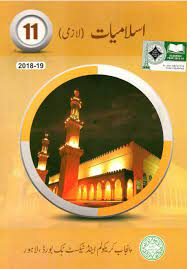 اسلامیات (لازمی)
11
2018-19
پنجاب کریکولم اینڈ ٹیکسٹ بک بورڈ، لاہور